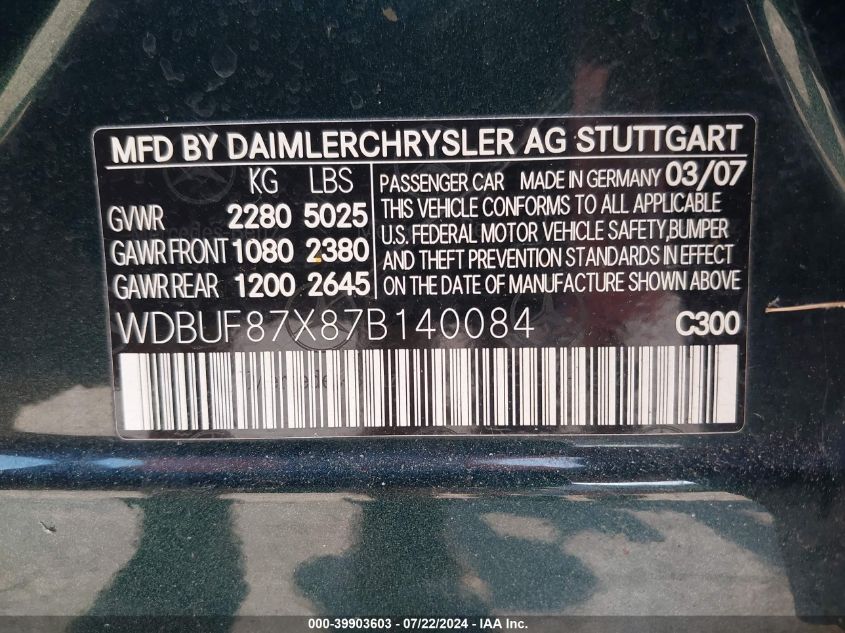 MFD BY DAIMLERCHRYSLER AG STUTTGART
KG LBS
GVWR 2280 5025
GAWR FRONT 1080 2380
GAWR REAR 1200 2645
PASSENGER CAR MADE IN GERMANY 03/07
THIS VEHICLE CONFORMS TO ALL APPLICABLE
U.S. FEDERAL MOTOR VEHICLE SAFETY,BUMPER
AND THEFT PREVENTION STANDARDS IN EFFECT
ON THE DATE OF MANUFACTURE SHOWN ABOVE
WDBUF87X87B140084 C300
000-39903603 - 07/22/2024 - IAA Inc.